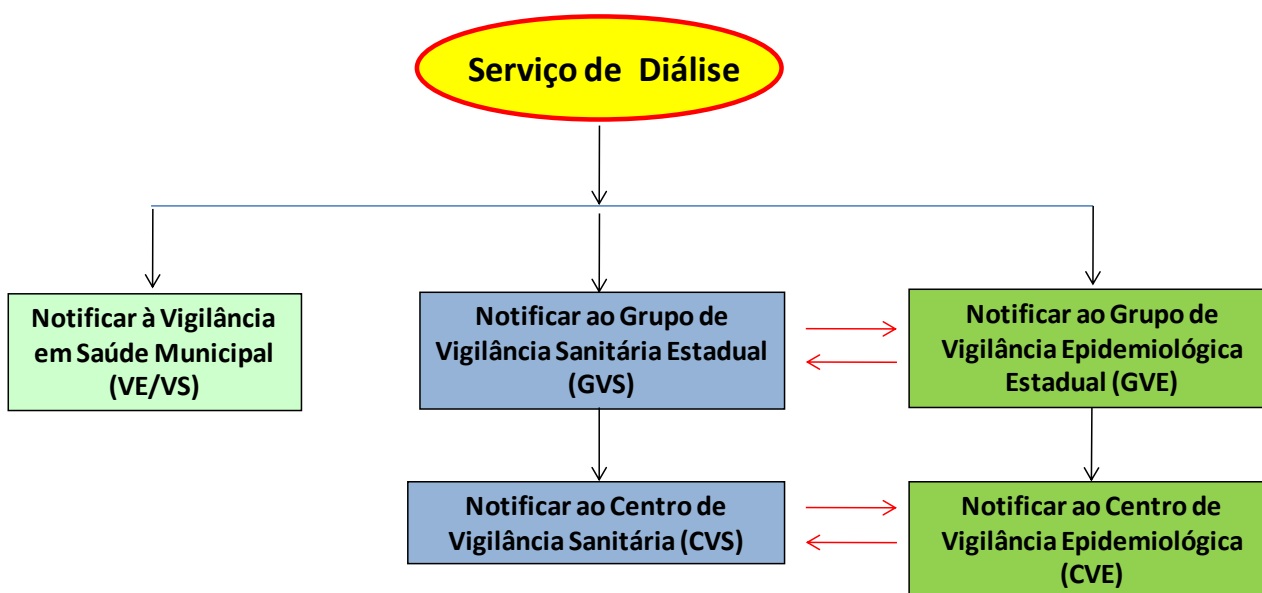 Serviço de Diálise
Notificar à Vigilância
em Saúde Municipal
(VE/VS)
Notificar ao Grupo de
Vigilância Sanitária Estadual
(GVS)
Notificar ao Grupo de
Vigilância Epidemiológica
Estadual (GVE)
Notificar ao Centro de
Vigilância Sanitária (CVS)
Notificar ao Centro de
Vigilância Epidemiológica
(CVE)